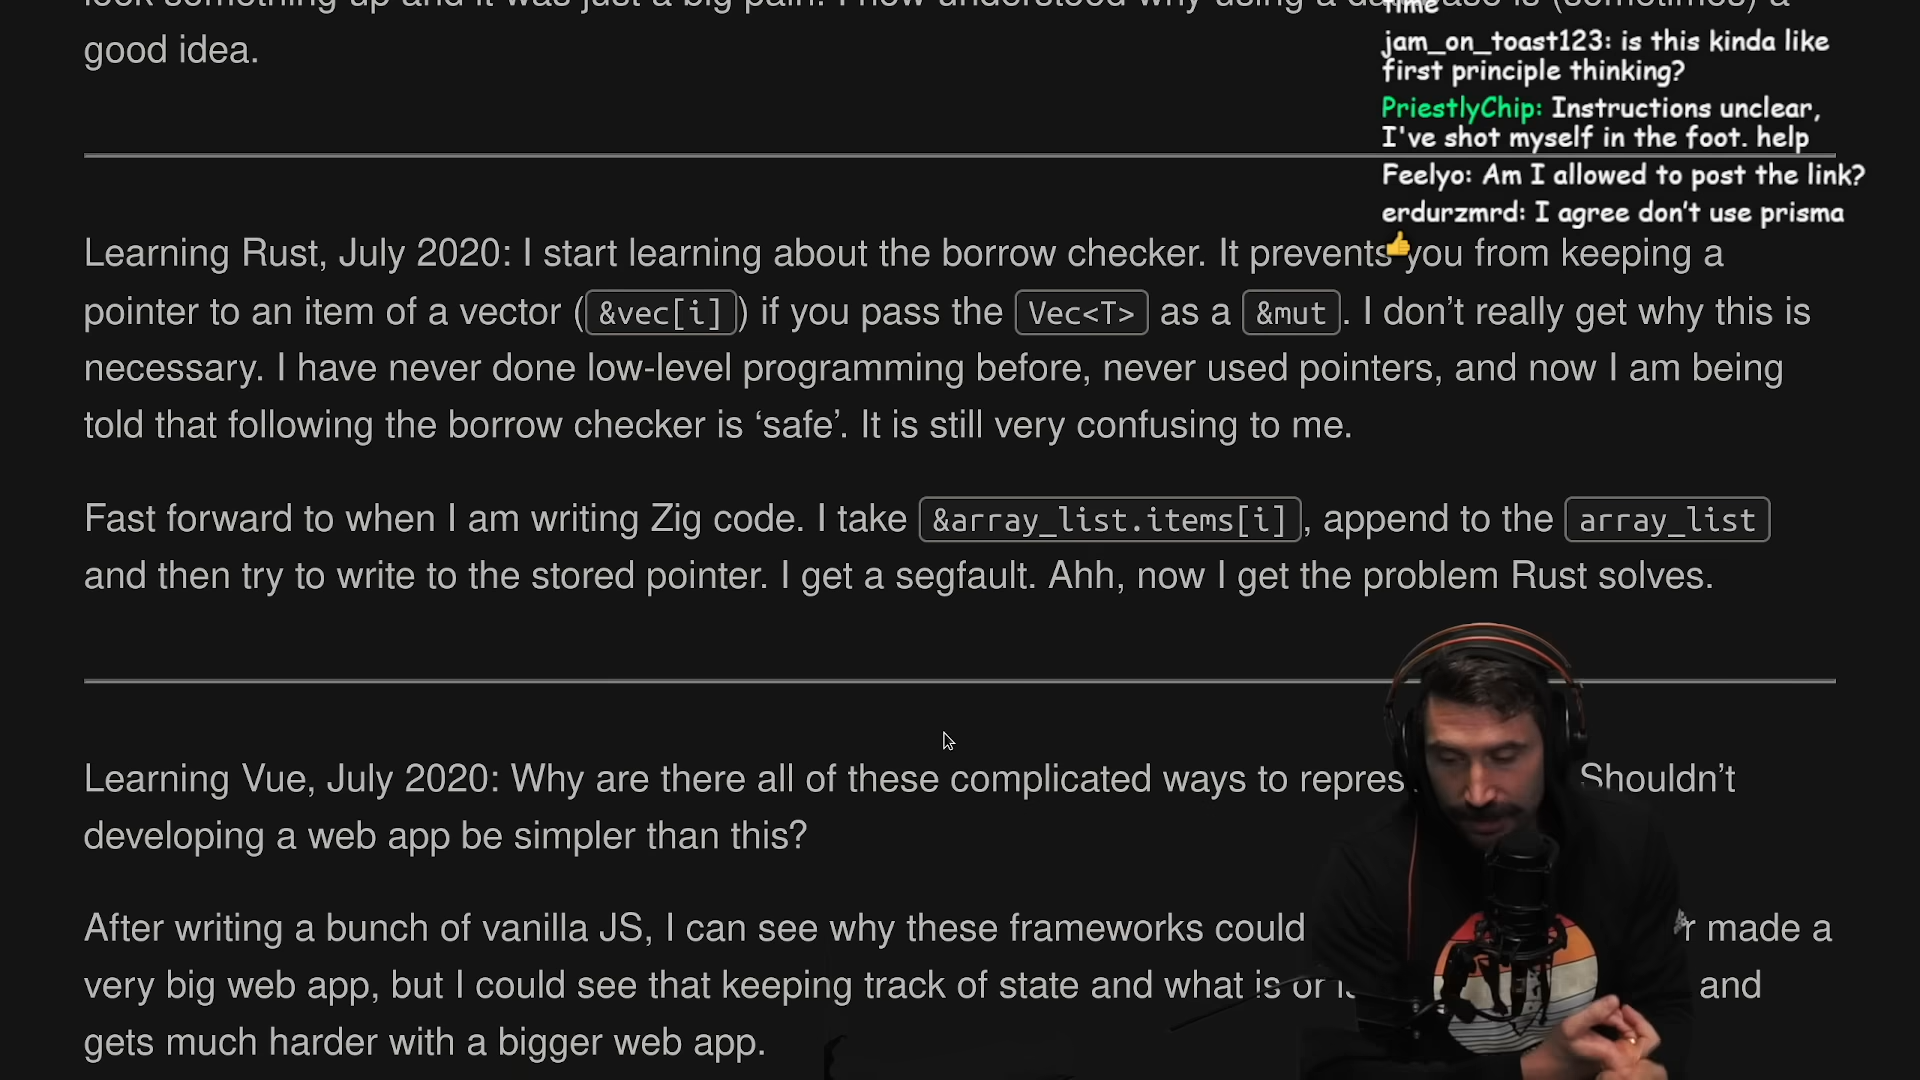 good idea.
time
jam_on_toast123: is this kinda like
first principle thinking?
PriestlyChip: Instructions unclear,
I've shot myself in the foot. help
Feelyo: Am I allowed to post the link?
erdurzmrd: I agree don't use prisma
👍
Learning Rust, July 2020: I start learning about the borrow checker. It prevents you from keeping a
pointer to an item of a vector (&vec[i]) if you pass the Vec<T> as a &mut. I don’t really get why this is
necessary. I have never done low-level programming before, never used pointers, and now I am being
told that following the borrow checker is ‘safe’. It is still very confusing to me.
Fast forward to when I am writing Zig code. I take &array_list.items[i], append to the array_list
and then try to write to the stored pointer. I get a segfault. Ahh, now I get the problem Rust solves.
Learning Vue, July 2020: Why are there all of these complicated ways to Shouldn’t
developing a web app be simpler than this?
After writing a bunch of vanilla JS, I can see why these frameworks could made a
very big web app, but I could see that keeping track of state and what is or and
gets much harder with a bigger web app.